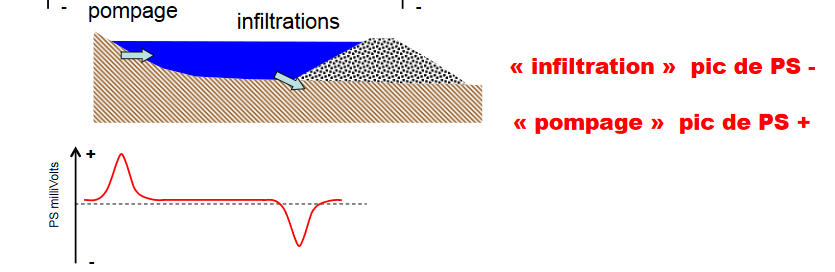 - -
pompage
infiltrations
« infiltration » pic de PS -
« pompage » pic de PS +
+
PS milliVolts
-